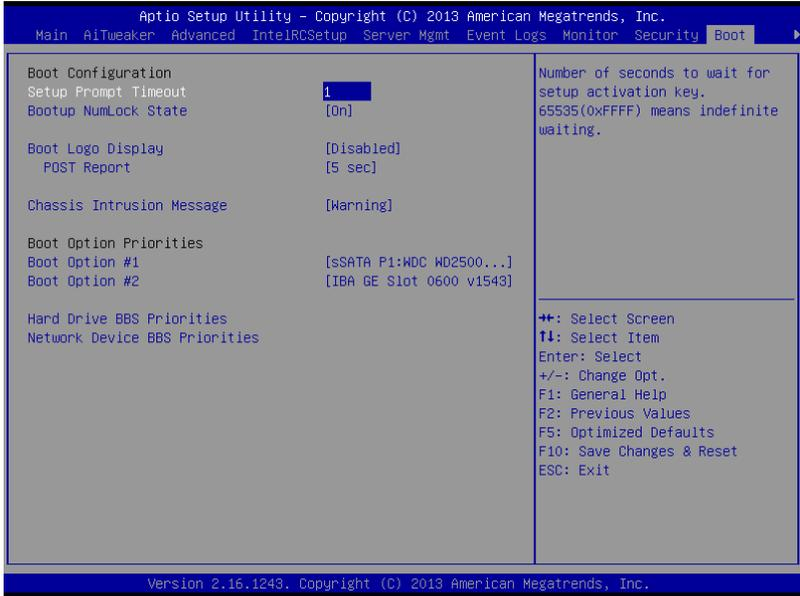 Aptio Setup Utility – Copyright (C) 2013 American Megatrends, Inc.
Main AiTweaker Advanced IntelRCSetup Server Mgmt Event Logs Monitor Security Boot
Boot Configuration
Setup Prompt Timeout 1
Bootup NumLock State [On]
Boot Logo Display [Disabled]
POST Report [5 sec]
Chassis Intrusion Message [Warning]
Boot Option Priorities
Boot Option #1 [sSATA P1:WDC WD2500...]
Boot Option #2 [IBA GE Slot 0600 v1543]
Hard Drive BBS Priorities
Network Device BBS Priorities
Number of seconds to wait for
setup activation key.
65535(0xFFFF) means indefinite
waiting.
→←: Select Screen
↑↓: Select Item
Enter: Select
+/-: Change Opt.
F1: General Help
F2: Previous Values
F5: Optimized Defaults
F10: Save Changes & Reset
ESC: Exit
Version 2.16.1243. Copyright (C) 2013 American Megatrends, Inc.